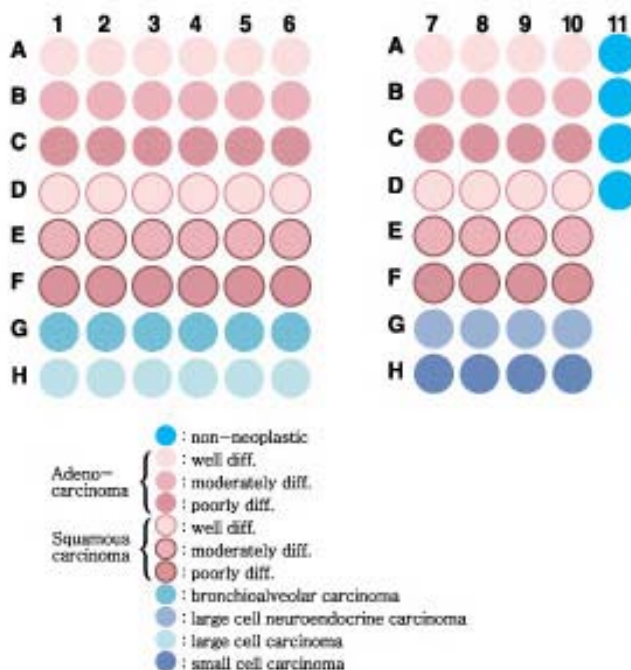 1 2 3 4 5 6
A
B
C
D
E
F
G
H
7 8 9 10 11
A
B
C
D
E
F
G
H
: non-neoplastic
Adeno-
carcinoma
: well diff.
: moderately diff.
: poorly diff.
Squamous
carcinoma
: well diff.
: moderately diff.
: poorly diff.
: bronchioalveolar carcinoma
: large cell neuroendocrine carcinoma
: large cell carcinoma
: small cell carcinoma